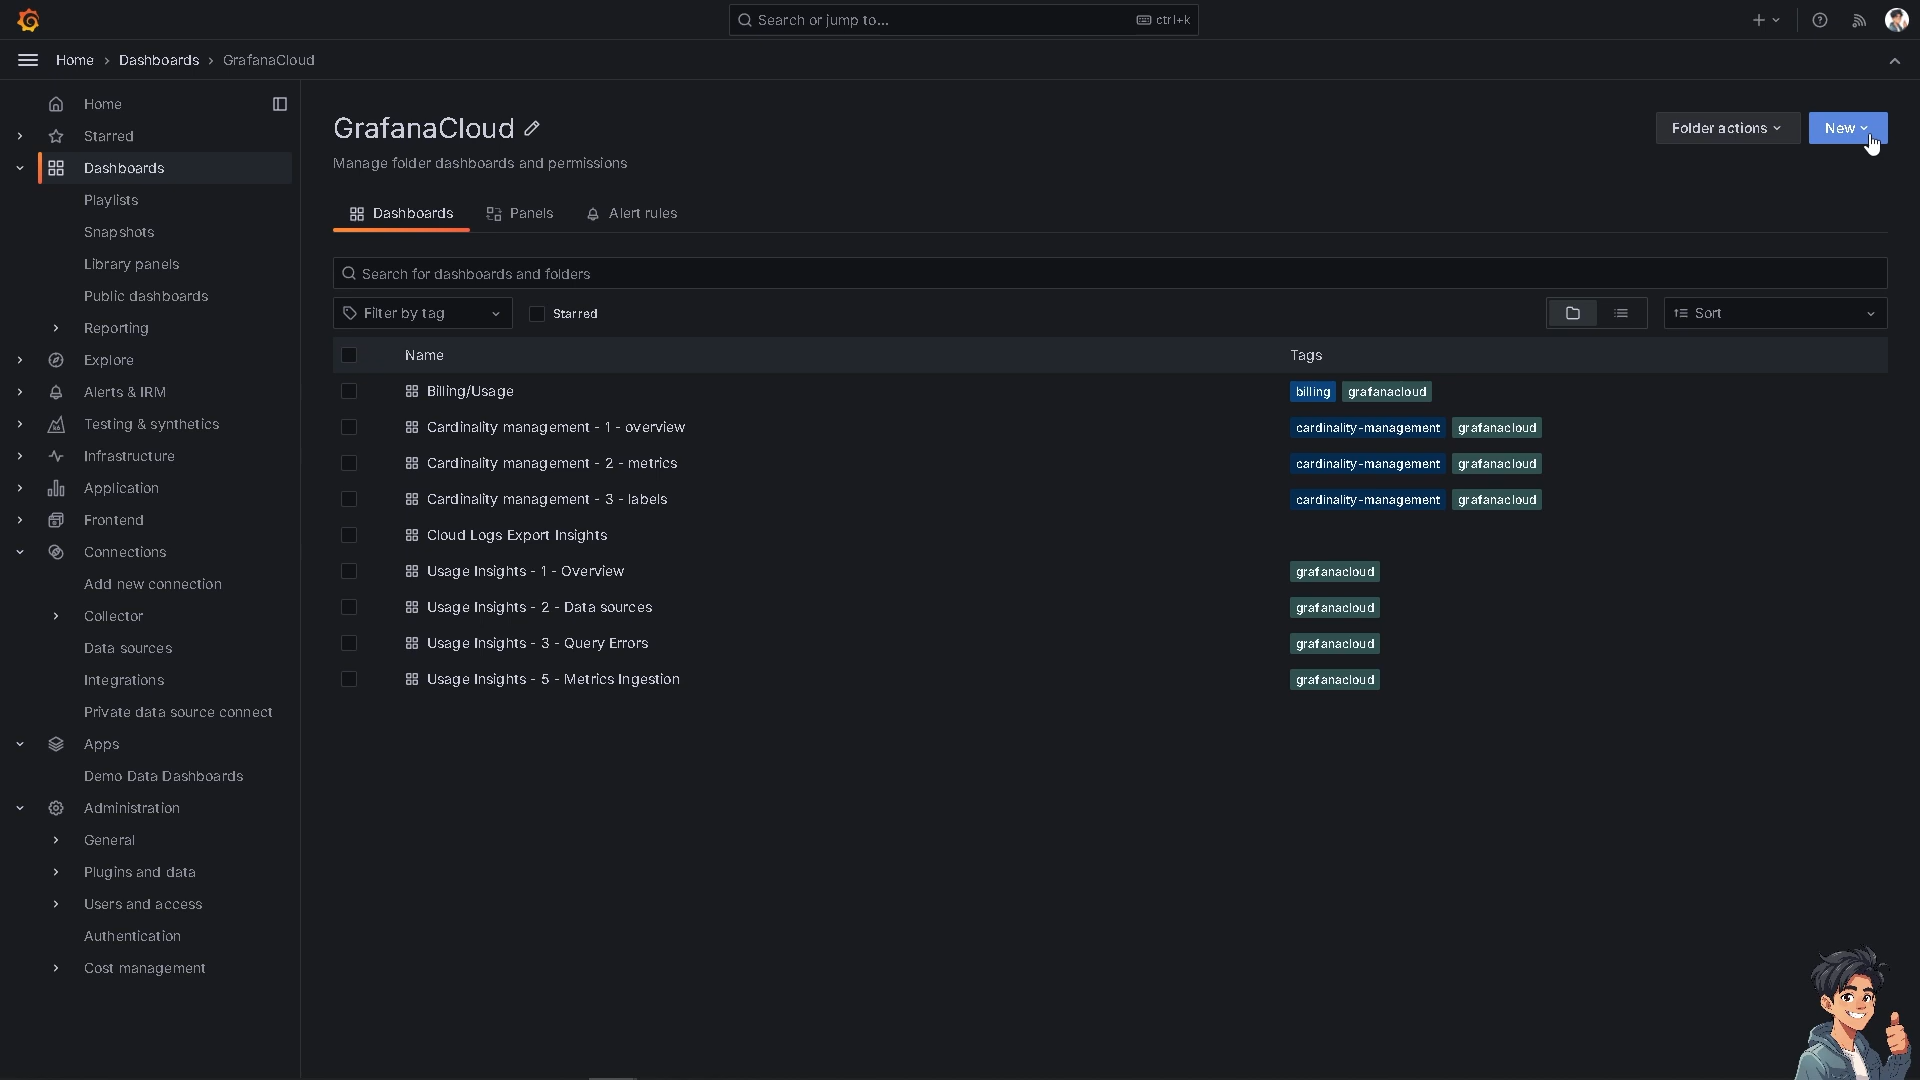 Search or jump to...
ctrl+k
Home
Dashboards
GrafanaCloud
Home
Starred
Dashboards
Playlists
Snapshots
Library panels
Public dashboards
Reporting
Explore
Alerts & IRM
Testing & synthetics
Infrastructure
Application
Frontend
Connections
Add new connection
Collector
Data sources
Integrations
Private data source connect
Apps
Demo Data Dashboards
Administration
General
Plugins and data
Users and access
Authentication
Cost management
GrafanaCloud
Manage folder dashboards and permissions
Folder actions
New
Dashboards
Panels
Alert rules
Search for dashboards and folders
Filter by tag
Starred
Sort
Name
Tags
Billing/Usage
billing
grafanacloud
Cardinality management - 1 - overview
cardinality-management
grafanacloud
Cardinality management - 2 - metrics
cardinality-management
grafanacloud
Cardinality management - 3 - labels
cardinality-management
grafanacloud
Cloud Logs Export Insights
Usage Insights - 1 - Overview
grafanacloud
Usage Insights - 2 - Data sources
grafanacloud
Usage Insights - 3 - Query Errors
grafanacloud
Usage Insights - 5 - Metrics Ingestion
grafanacloud